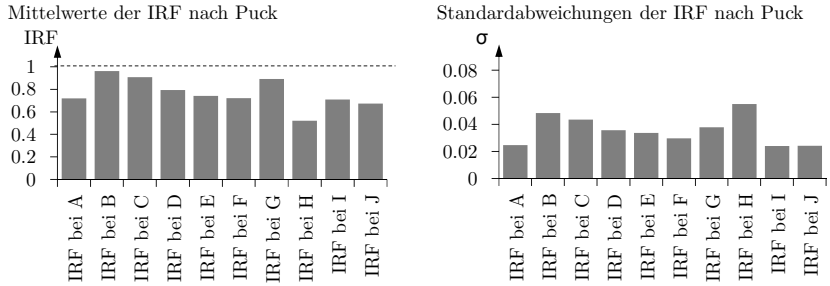 Mittelwerte der IRF nach Puck
IRF
1
0.8
0.6
0.4
0.2
0
IRF bei A
IRF bei B
IRF bei C
IRF bei D
IRF bei E
IRF bei F
IRF bei G
IRF bei H
IRF bei I
IRF bei J
Standardabweichungen der IRF nach Puck
σ
0.08
0.06
0.04
0.02
0
IRF bei A
IRF bei B
IRF bei C
IRF bei D
IRF bei E
IRF bei F
IRF bei G
IRF bei H
IRF bei I
IRF bei J